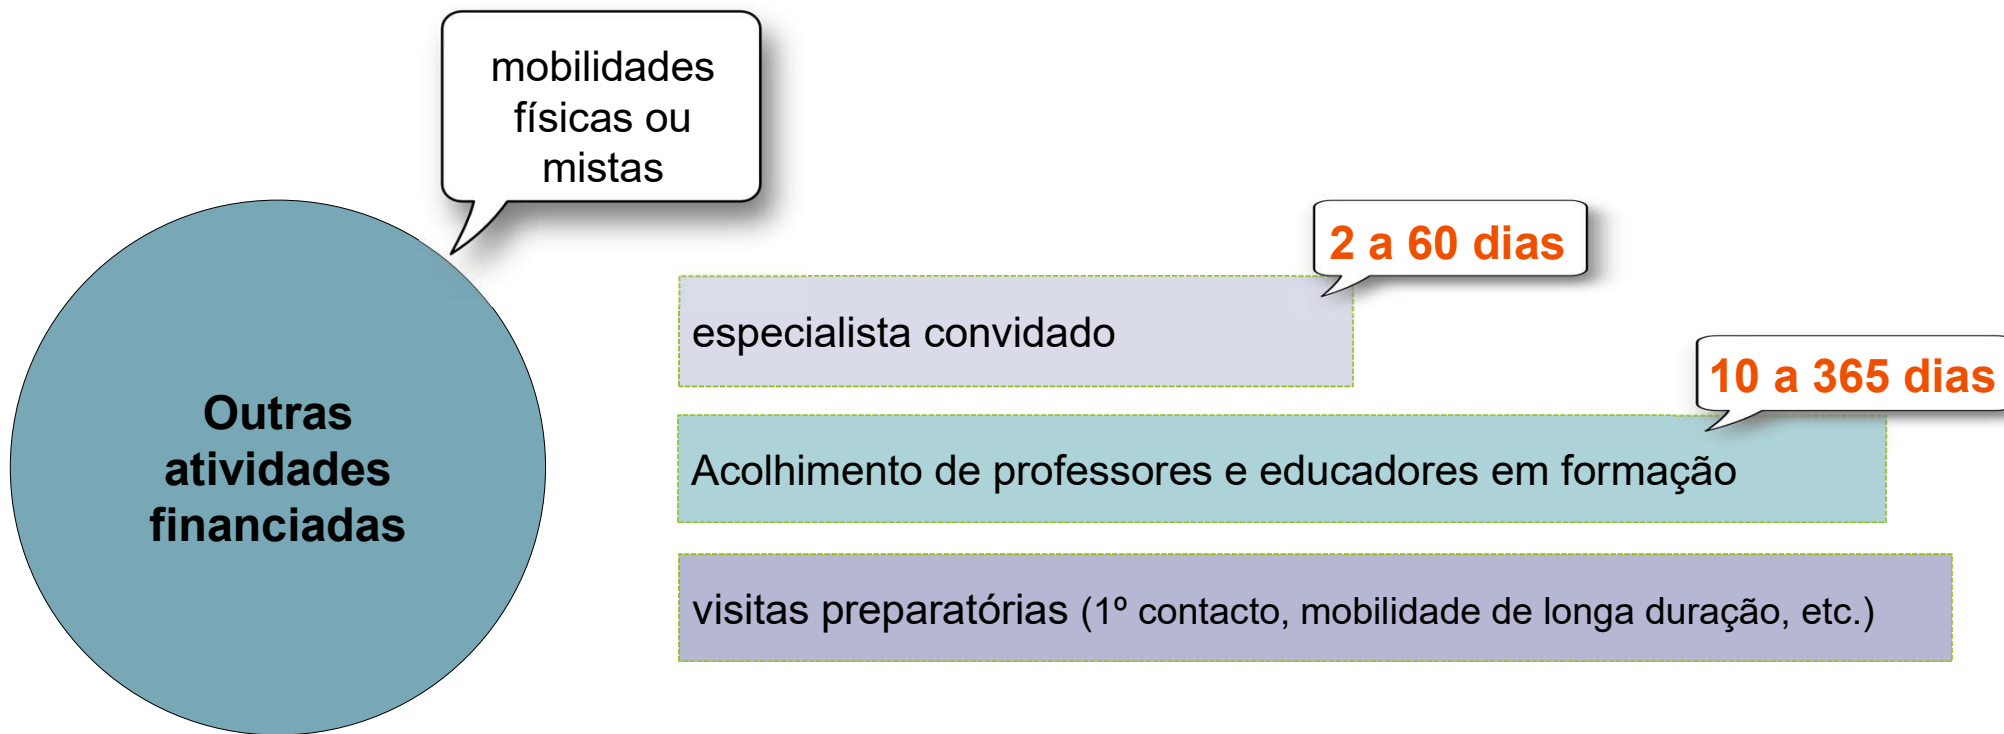 mobilidades
físicas ou
mistas
Outras
atividades
financiadas
2 a 60 dias
especialista convidado
10 a 365 dias
Acolhimento de professores e educadores em formação
visitas preparatórias (1º contacto, mobilidade de longa duração, etc.)